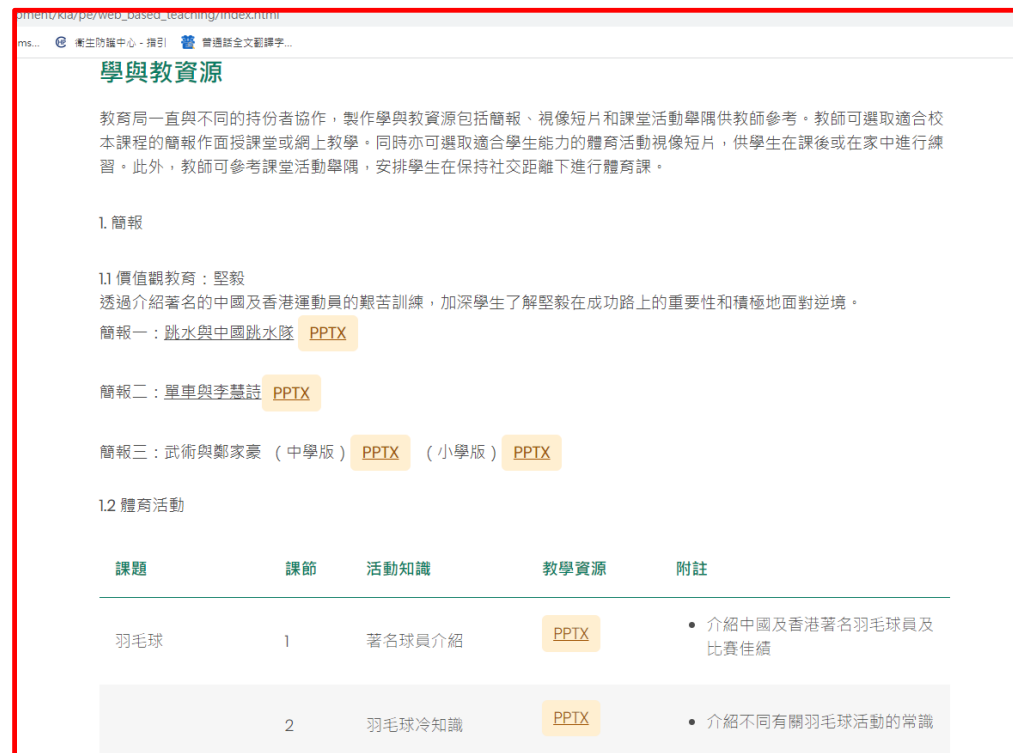 oment/kla/pe/web_based_teaching/index.html
ms... 衞生防護中心 - 指引 普通話全文翻譯字...
學與教資源
教育局一直與不同的持份者協作，製作學與教資源包括簡報、視像短片和課堂活動舉隅供教師參考。教師可選取適合校
本課程的簡報作面授課堂或網上教學。同時亦可選取適合學生能力的體育活動視像短片，供學生在課後或在家中進行練
習。此外，教師可參考課堂活動舉隅，安排學生在保持社交距離下進行體育課。
1. 簡報
1.1 價值觀教育：堅毅
透過介紹著名的中國及香港運動員的艱苦訓練，加深學生了解堅毅在成功路上的重要性和積極地面對逆境。
簡報一：跳水與中國跳水隊 PPTX
簡報二：單車與李慧詩 PPTX
簡報三：武術與鄭家豪 （中學版） PPTX （小學版） PPTX
1.2 體育活動
課題 課節 活動知識 教學資源 附註
羽毛球 1 著名球員介紹 PPTX • 介紹中國及香港著名羽毛球員及
比賽佳績
2 羽毛球冷知識 PPTX • 介紹不同有關羽毛球活動的常識